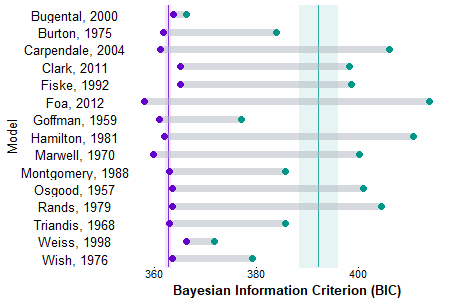 Bugental, 2000
Burton, 1975
Carpendale, 2004
Clark, 2011
Fiske, 1992
Foa, 2012
Goffman, 1959
Hamilton, 1981
Marwell, 1970
Montgomery, 1988
Osgood, 1957
Rands, 1979
Triandis, 1968
Weiss, 1998
Wish, 1976
Model
360 380 400
Bayesian Information Criterion (BIC)